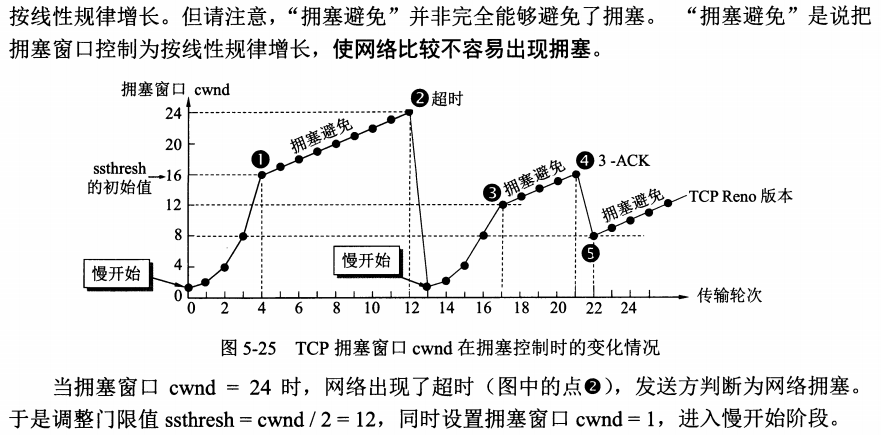 按线性规律增长。但请注意，“拥塞避免”并非完全能够避免了拥塞。 “拥塞避免”是说把
拥塞窗口控制为按线性规律增长，使网络比较不容易出现拥塞。
拥塞窗口 cwnd
24
20
16
12
8
4
0
ssthresh
的初始值
❶
拥塞避免
❷ 超时
❸
拥塞避免
❹ 3 -ACK
拥塞避免
TCP Reno 版本
❺
慢开始
慢开始
0 2 4 6 8 10 12 14 16 18 20 22 24
传输轮次
图 5-25 TCP 拥塞窗口 cwnd 在拥塞控制时的变化情况
当拥塞窗口 cwnd = 24 时，网络出现了超时（图中的点❷），发送方判断为网络拥塞。
于是调整门限值 ssthresh = cwnd / 2 = 12，同时设置拥塞窗口 cwnd = 1，进入慢开始阶段。